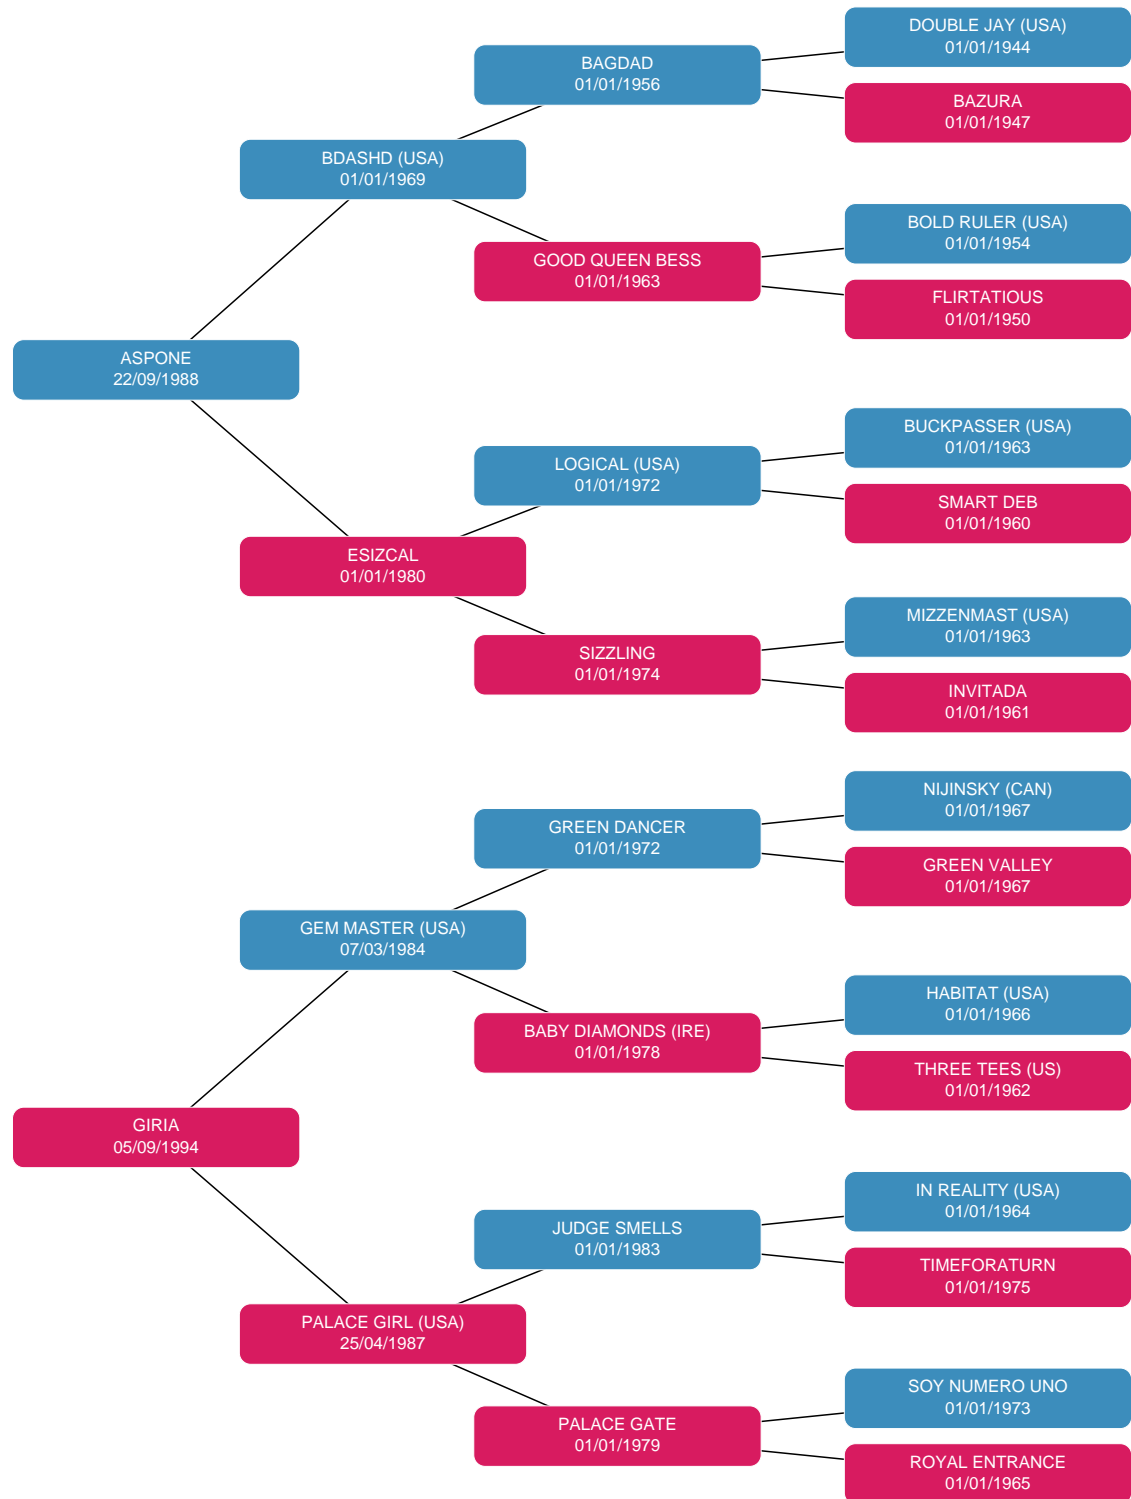 DOUBLE JAY (USA)
01/01/1944
BAGDAD
01/01/1956
BAZURA
01/01/1947
BDASHD (USA)
01/01/1969
BOLD RULER (USA)
01/01/1954
GOOD QUEEN BESS
01/01/1963
FLIRTATIOUS
01/01/1950
ASPONE
22/09/1988
BUCKPASSER (USA)
01/01/1963
LOGICAL (USA)
01/01/1972
SMART DEB
01/01/1960
ESIZCAL
01/01/1980
MIZZENMAST (USA)
01/01/1963
SIZZLING
01/01/1974
INVITADA
01/01/1961
NIJINSKY (CAN)
01/01/1967
GREEN DANCER
01/01/1972
GREEN VALLEY
01/01/1967
GEM MASTER (USA)
07/03/1984
HABITAT (USA)
01/01/1966
BABY DIAMONDS (IRE)
01/01/1978
THREE TEES (US)
01/01/1962
GIRIA
05/09/1994
IN REALITY (USA)
01/01/1964
JUDGE SMELLS
01/01/1983
TIMEFORATURN
01/01/1975
PALACE GIRL (USA)
25/04/1987
SOY NUMERO UNO
01/01/1973
PALACE GATE
01/01/1979
ROYAL ENTRANCE
01/01/1965